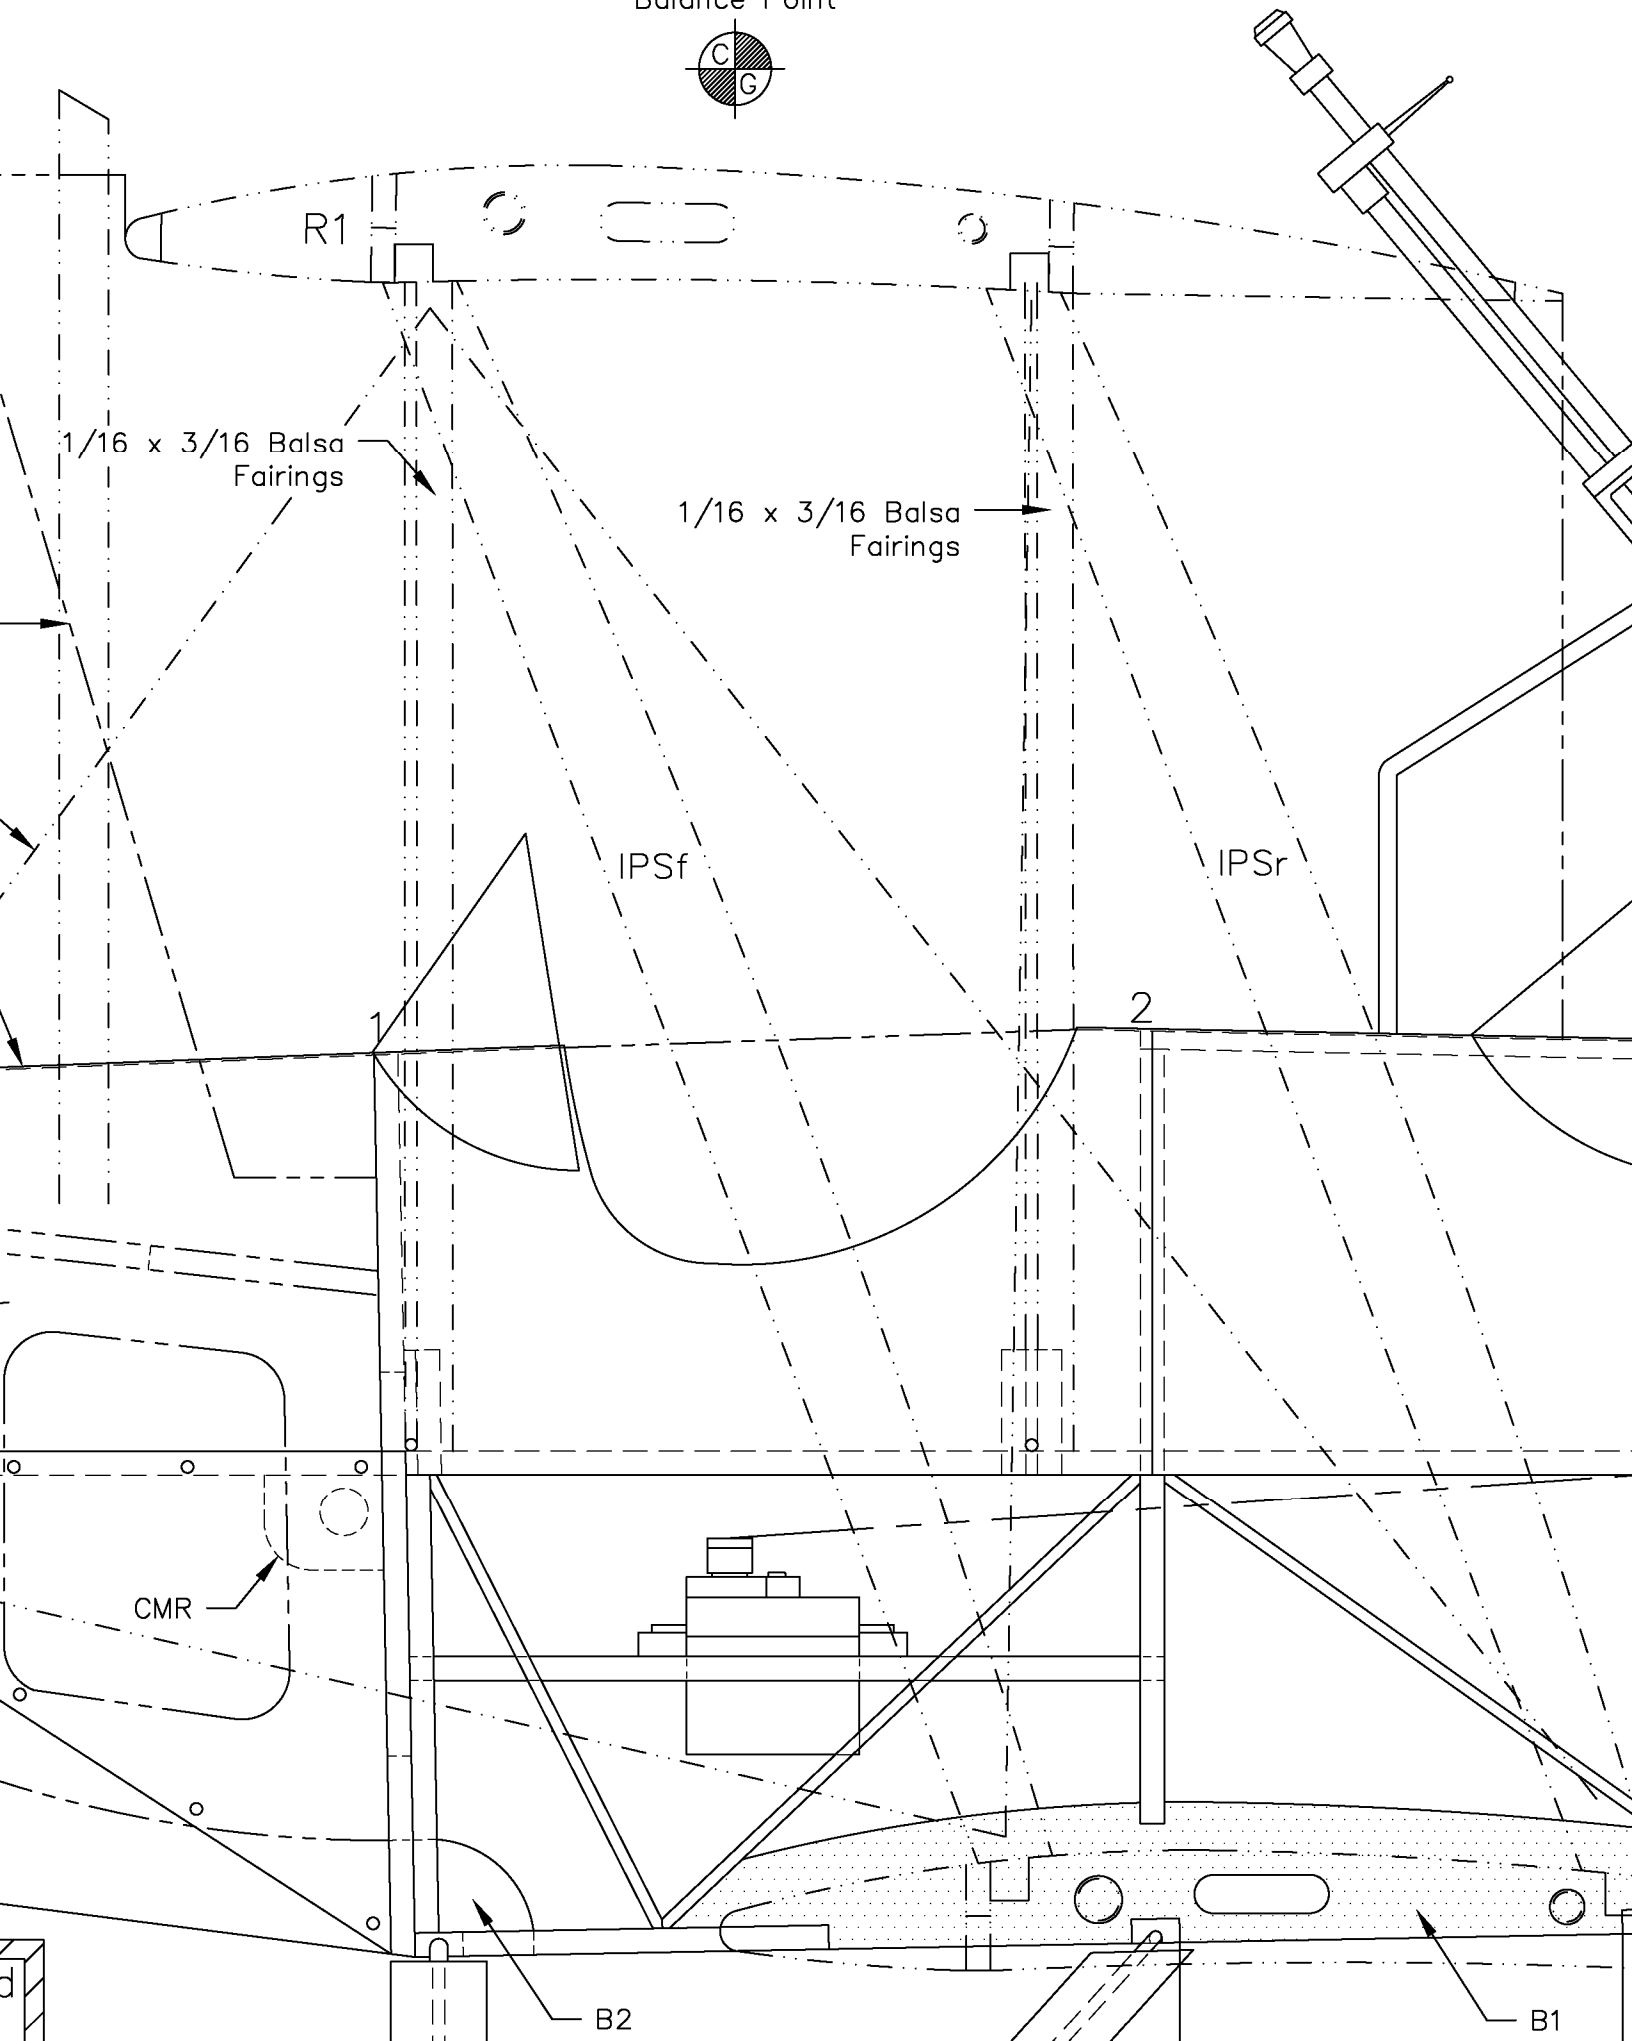 Balance Point
C
G
R1
1/16 x 3/16 Balsa
Fairings
1/16 x 3/16 Balsa
Fairings
IPSf
IPSr
1
2
CMR
d
B2
B1